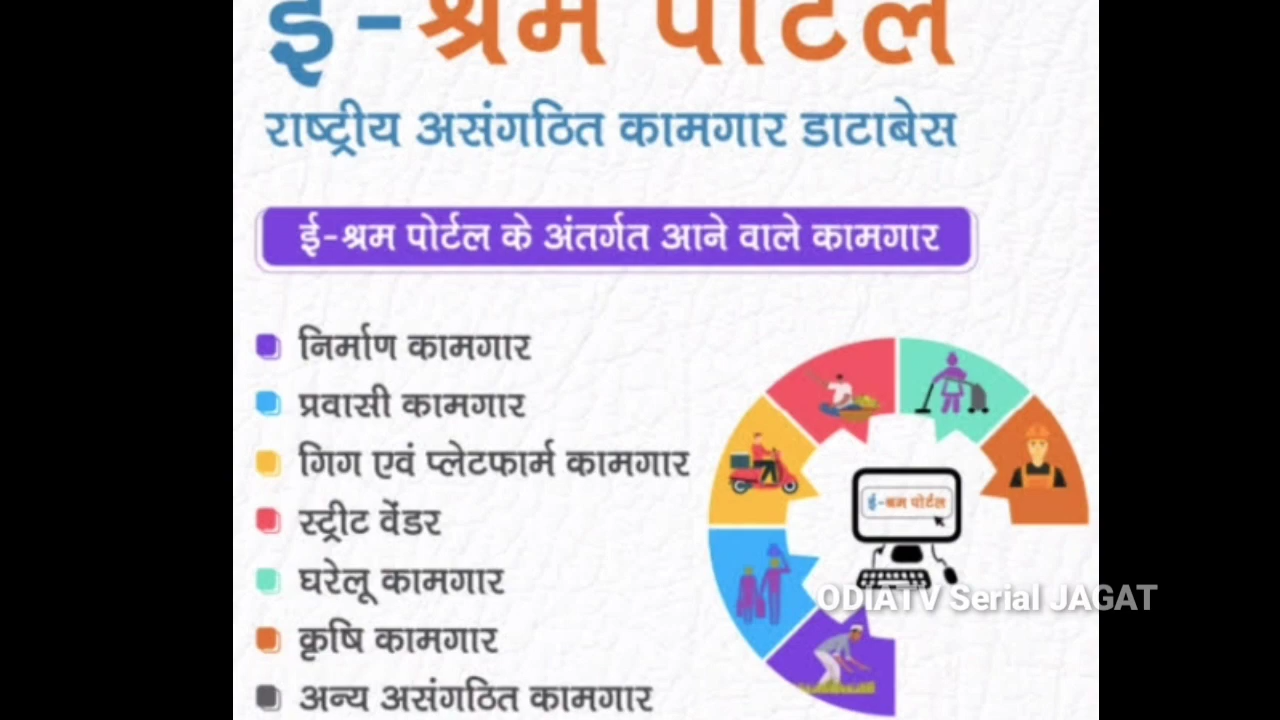 ई-श्रम पोर्टल
राष्ट्रीय असंगठित कामगार डाटाबेस
ई-श्रम पोर्टल के अंतर्गत आने वाले कामगार
निर्माण कामगार
प्रवासी कामगार
गिग एवं प्लेटफार्म कामगार
स्ट्रीट वेंडर
घरेलू कामगार
कृषि कामगार
अन्य असंगठित कामगार
ई-श्रम पोर्टल
ODIATV Serial JAGAT